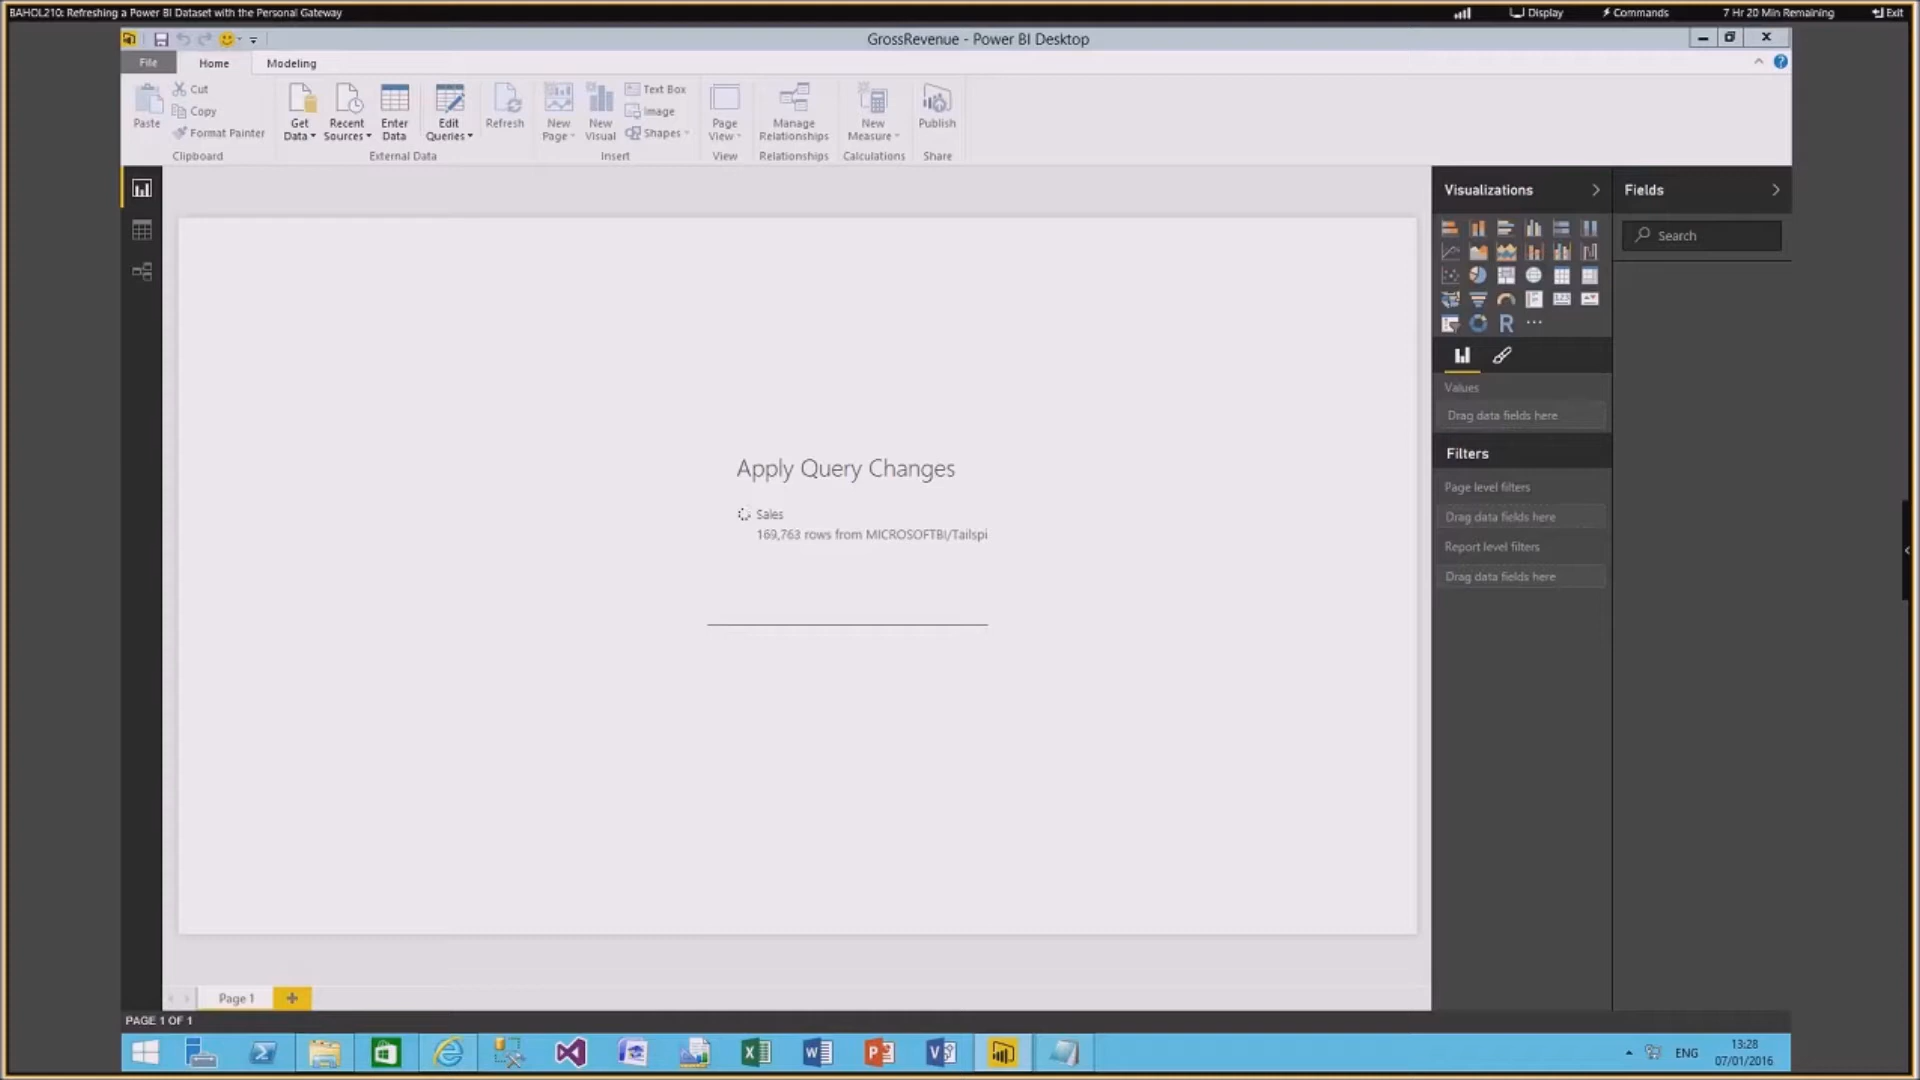 BAHOL210: Refreshing a Power BI Dataset with the Personal Gateway
Display
Commands
7 Hr 20 Min Remaining
Exit
GrossRevenue - Power BI Desktop
File
Home
Modeling
Paste
Cut
Copy
Format Painter
Clipboard
Get Data
Recent Sources
Enter Data
Edit Queries
External Data
Refresh
New Page
New Visual
Text Box
Image
Shapes
Insert
Page View
View
Manage Relationships
Relationships
New Measure
Calculations
Publish
Share
Visualizations
Fields
Search
R
Values
Drag data fields here
Filters
Page level filters
Drag data fields here
Report level filters
Drag data fields here
Apply Query Changes
Sales
169,763 rows from MICROSOFTBI/Tailspi
Page 1
PAGE 1 OF 1
ENG
13:28
07/01/2016